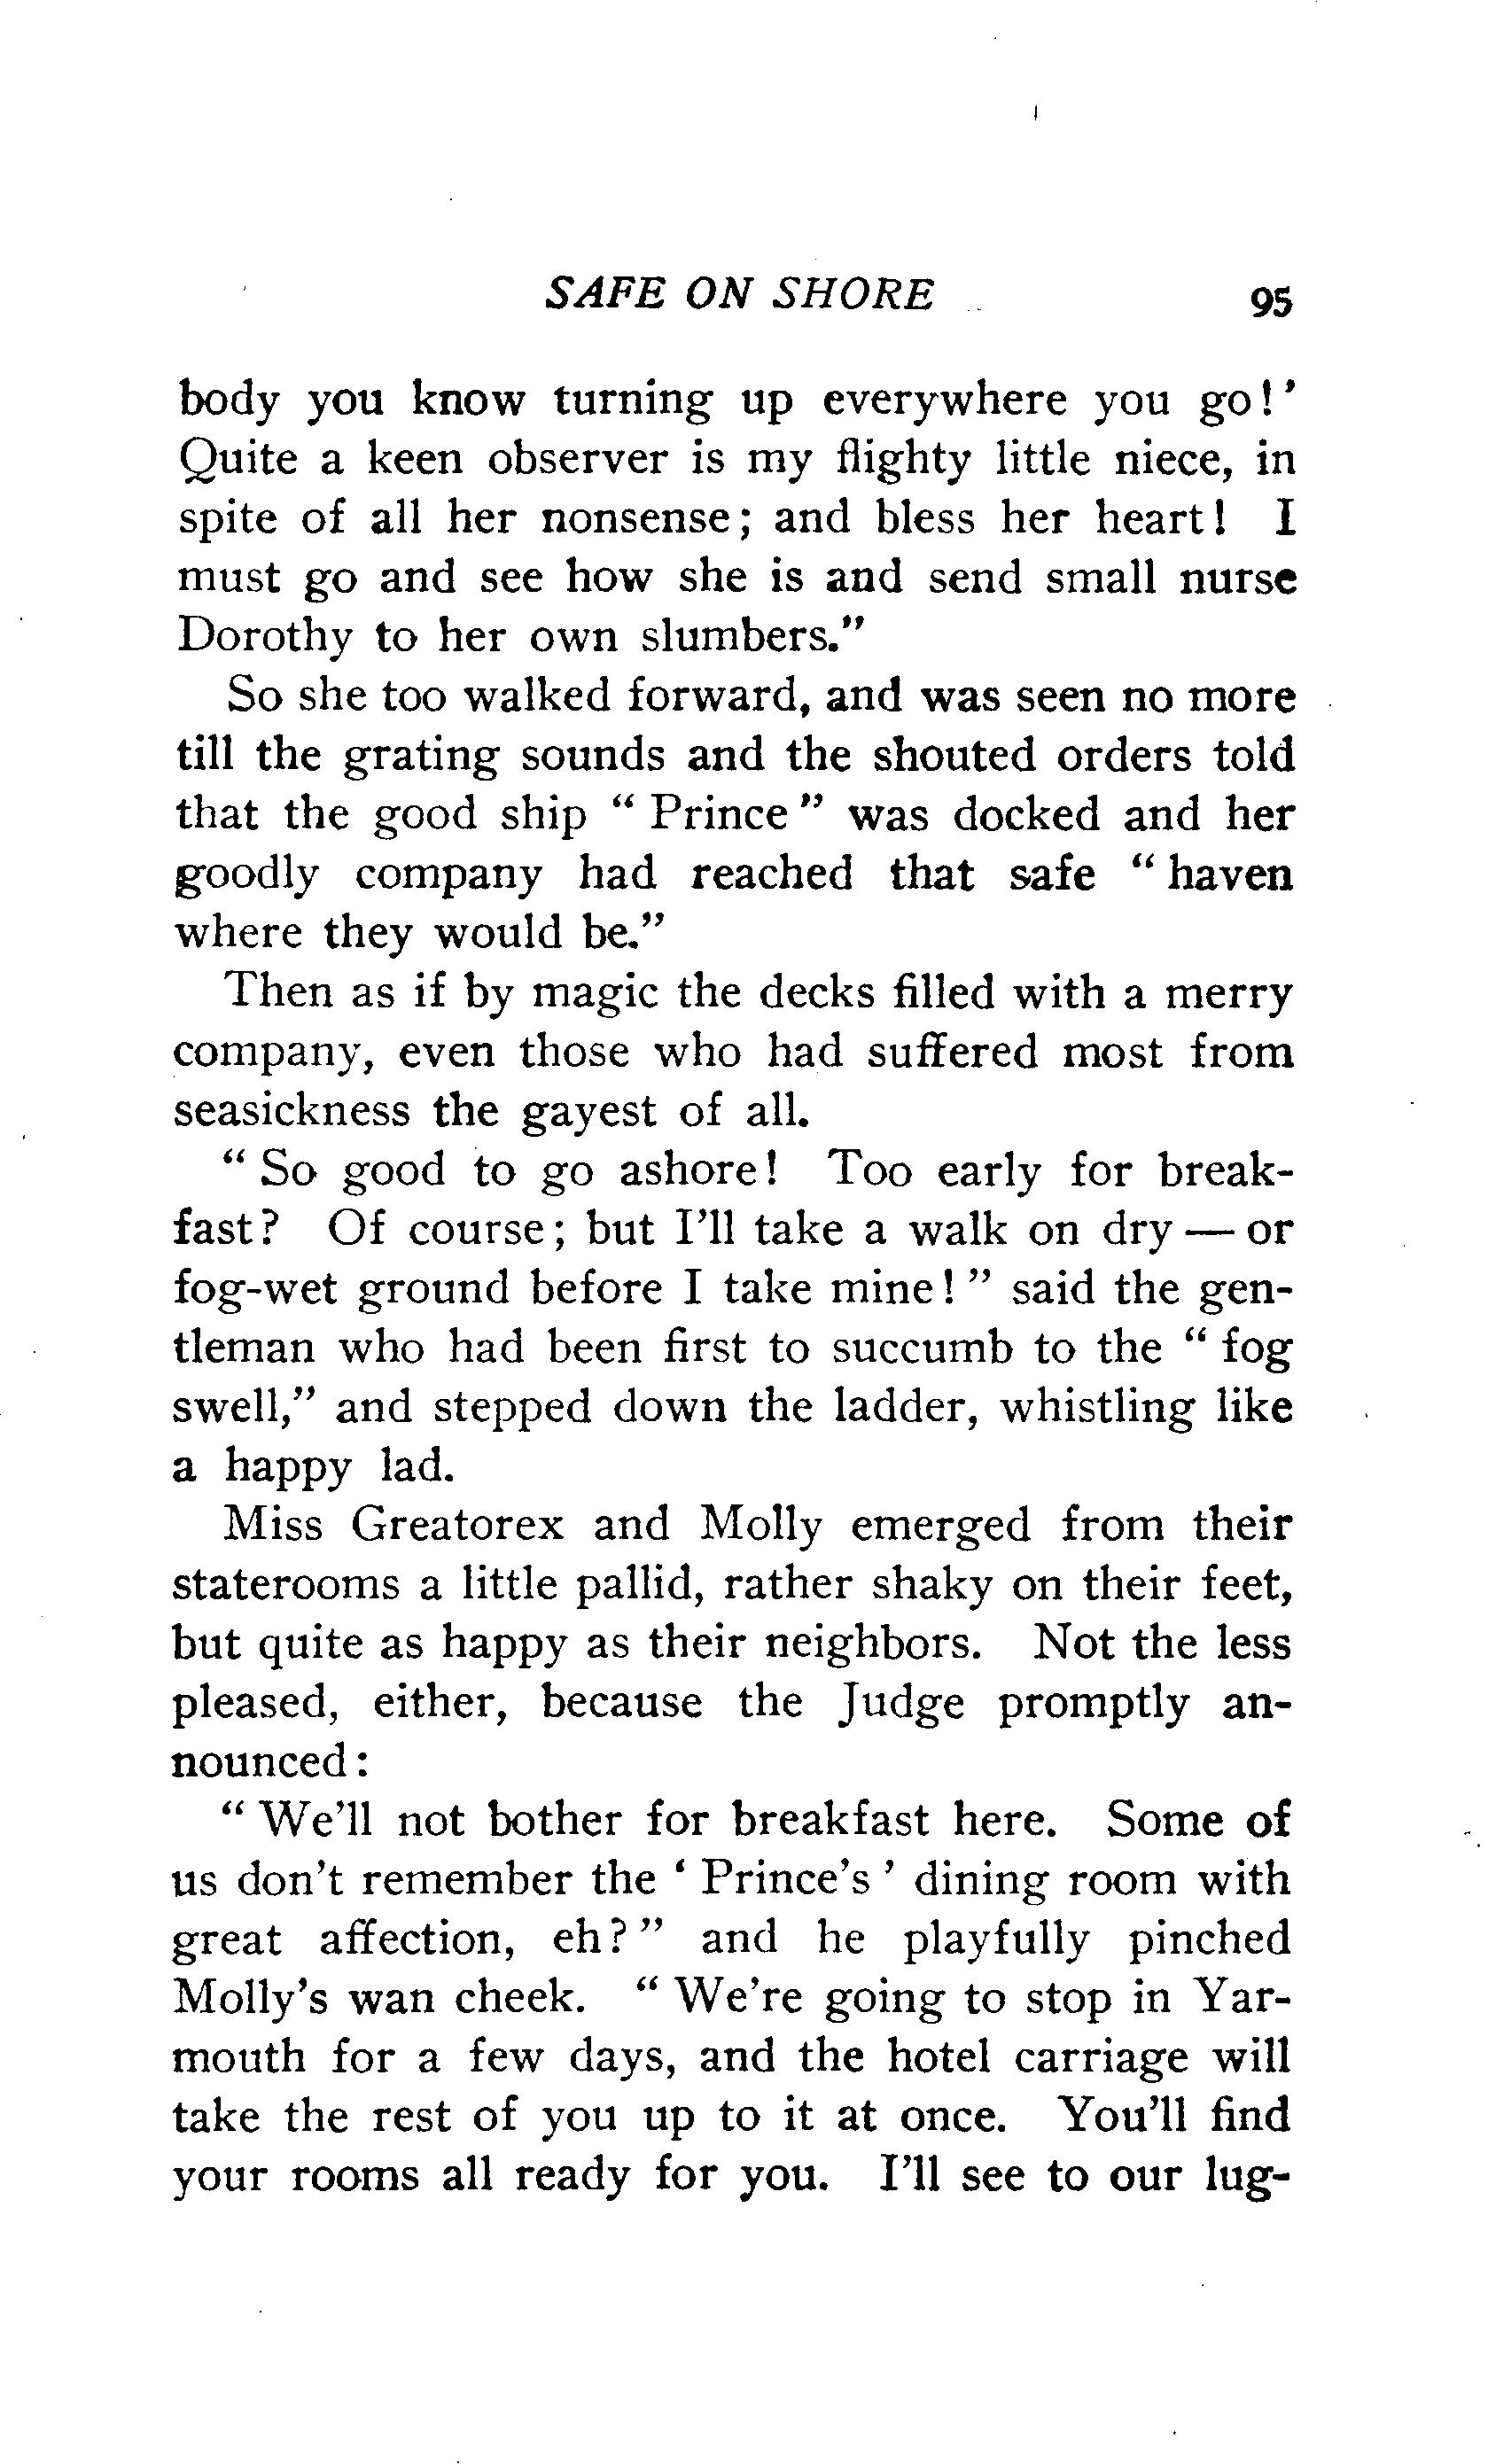 SAFE ON SHORE 95
body you know turning up everywhere you go!'
Quite a keen observer is my flighty little niece, in
spite of all her nonsense; and bless her heart! I
must go and see how she is and send small nurse
Dorothy to her own slumbers."
So she too walked forward, and was seen no more
till the grating sounds and the shouted orders told
that the good ship "Prince" was docked and her
goodly company had reached that safe "haven
where they would be."
Then as if by magic the decks filled with a merry
company, even those who had suffered most from
seasickness the gayest of all.
"So good to go ashore! Too early for break-
fast? Of course; but I'll take a walk on dry — or
fog-wet ground before I take mine!" said the gen-
tleman who had been first to succumb to the "fog
swell," and stepped down the ladder, whistling like
a happy lad.
Miss Greatorex and Molly emerged from their
staterooms a little pallid, rather shaky on their feet,
but quite as happy as their neighbors. Not the less
pleased, either, because the Judge promptly an-
nounced:
"We'll not bother for breakfast here. Some of
us don't remember the 'Prince's' dining room with
great affection, eh?" and he playfully pinched
Molly's wan cheek. "We're going to stop in Yar-
mouth for a few days, and the hotel carriage will
take the rest of you up to it at once. You'll find
your rooms all ready for you. I'll see to our lug-